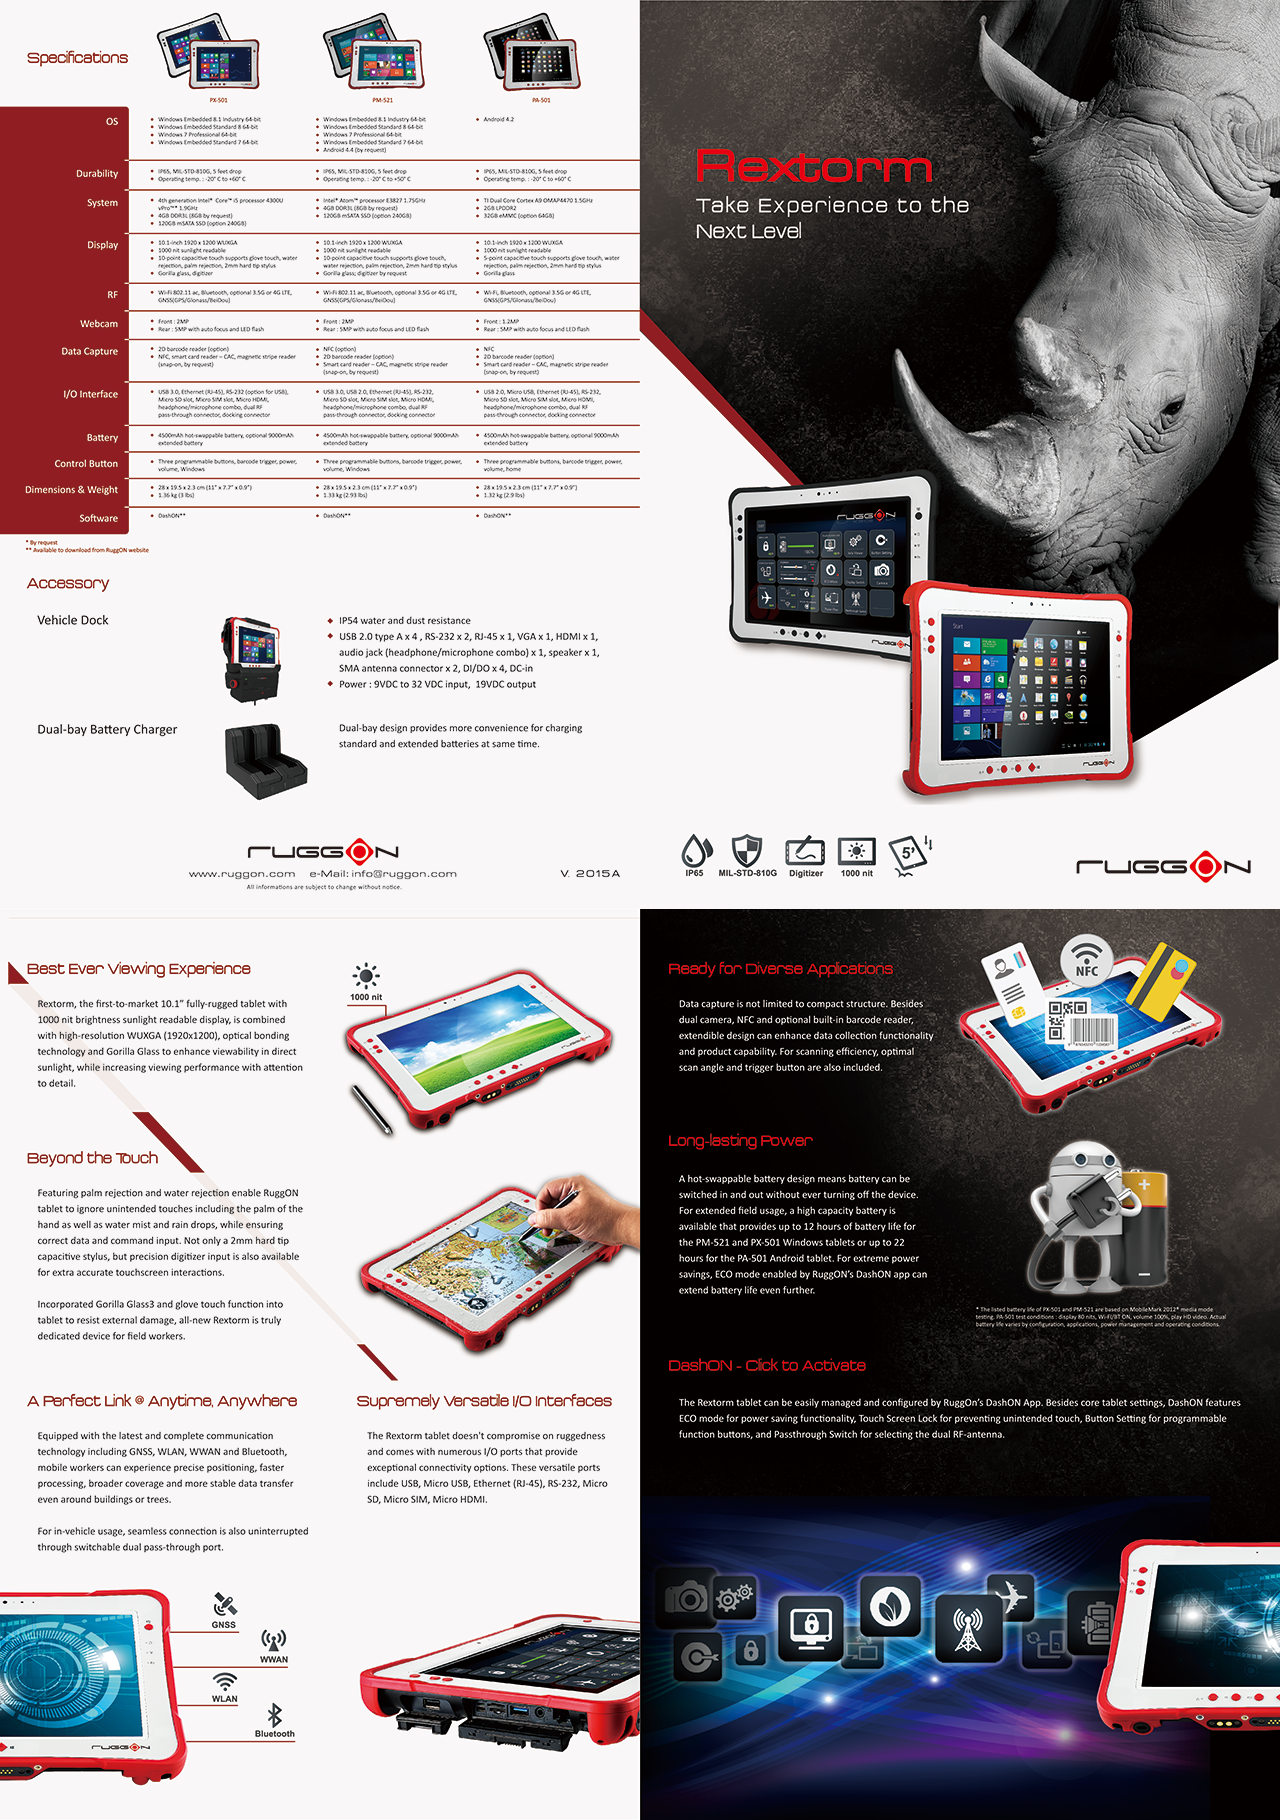 Specifications
PX-501
PM-521
PA-501
OS
Windows Embedded 8.1 Industry 64-bit
Windows Embedded Standard 8 64-bit
Windows 7 Professional 64-bit
Windows Embedded Standard 7 64-bit
Windows Embedded 8.1 Industry 64-bit
Windows Embedded Standard 8 64-bit
Windows 7 Professional 64-bit
Windows Embedded Standard 7 64-bit
Android 4.4 (by request)
Android 4.2
Durability
IP65, MIL-STD-810G, 5 feet drop
Operating temp. : -20° C to +60° C
IP65, MIL-STD-810G, 5 feet drop
Operating temp. : -20° C to +50° C
IP65, MIL-STD-810G, 5 feet drop
Operating temp. : -20° C to +60° C
System
4th generation Intel® Core™ i5 processor 4300U
vPro™* 1.9GHz
4GB DDR3L (8GB by request)
120GB mSATA SSD (option 240GB)
Intel® Atom™ processor E3827 1.75GHz
4GB DDR3L (8GB by request)
120GB mSATA SSD (option 240GB)
TI Dual Core Cortex A9 OMAP4470 1.5GHz
2GB LPDDR2
32GB eMMC (option 64GB)
Display
10.1-inch 1920 x 1200 WUXGA
1000 nit sunlight readable
10-point capacitive touch supports glove touch, water
rejection, palm rejection, 2mm hard tip stylus
Gorilla glass, digitizer
10.1-inch 1920 x 1200 WUXGA
1000 nit sunlight readable
10-point capacitive touch supports glove touch,
water rejection, palm rejection, 2mm hard tip stylus
Gorilla glass; digitizer by request
10.1-inch 1920 x 1200 WUXGA
1000 nit sunlight readable
5-point capacitive touch supports glove touch, water
rejection, palm rejection, 2mm hard tip stylus
Gorilla glass
RF
Wi-Fi 802.11 ac, Bluetooth, optional 3.5G or 4G LTE,
GNSS(GPS/Glonass/BeiDou)
Wi-Fi 802.11 ac, Bluetooth, optional 3.5G or 4G LTE,
GNSS(GPS/Glonass/BeiDou)
Wi-Fi, Bluetooth, optional 3.5G or 4G LTE,
GNSS(GPS/Glonass/BeiDou)
Webcam
Front : 2MP
Rear : 5MP with auto focus and LED flash
Front : 2MP
Rear : 5MP with auto focus and LED flash
Front : 1.2MP
Rear : 5MP with auto focus and LED flash
Data Capture
2D barcode reader (option)
NFC, smart card reader – CAC, magnetic stripe reader
(snap-on, by request)
NFC (option)
2D barcode reader (option)
Smart card reader – CAC, magnetic stripe reader
(snap-on, by request)
NFC
2D barcode reader (option)
Smart card reader – CAC, magnetic stripe reader
(snap-on, by request)
I/O Interface
USB 3.0, Ethernet (RJ-45), RS-232 (option for USB),
Micro SD slot, Micro SIM slot, Micro HDMI,
headphone/microphone combo, dual RF
pass-through connector, docking connector
USB 3.0, USB 2.0, Ethernet (RJ-45), RS-232,
Micro SD slot, Micro SIM slot, Micro HDMI,
headphone/microphone combo, dual RF
pass-through connector, docking connector
USB 2.0, Micro USB, Ethernet (RJ-45), RS-232,
Micro SD slot, Micro SIM slot, Micro HDMI,
headphone/microphone combo, dual RF
pass-through connector, docking connector
Battery
4500mAh hot-swappable battery, optional 9000mAh
extended battery
4500mAh hot-swappable battery, optional 9000mAh
extended battery
4500mAh hot-swappable battery, optional 9000mAh
extended battery
Control Button
Three programmable buttons, barcode trigger, power,
volume, Windows
Three programmable buttons, barcode trigger, power,
volume, Windows
Three programmable buttons, barcode trigger, power,
volume, home
Dimensions & Weight
28 x 19.5 x 2.3 cm (11” x 7.7” x 0.9”)
1.36 kg (3 lbs)
28 x 19.5 x 2.3 cm (11” x 7.7” x 0.9”)
1.33 kg (2.93 lbs)
28 x 19.5 x 2.3 cm (11” x 7.7” x 0.9”)
1.32 kg (2.9 lbs)
Software
DashON**
DashON**
DashON**
* By request
** Available to download from RuggON website
Accessory
Vehicle Dock
IP54 water and dust resistance
USB 2.0 type A x 4 , RS-232 x 2, RJ-45 x 1, VGA x 1, HDMI x 1,
audio jack (headphone/microphone combo) x 1, speaker x 1,
SMA antenna connector x 2, DI/DO x 4, DC-in
Power : 9VDC to 32 VDC input, 19VDC output
Dual-bay Battery Charger
Dual-bay design provides more convenience for charging
standard and extended batteries at same time.
RUGGON
www.ruggon.com e-Mail: info@ruggon.com
All informations are subject to change without notice.
V. 2015A
Rextorm
Take Experience to the
Next Level
RUGGON
Start
RUGGON
RUGGON
IP65
MIL-STD-810G
Digitizer
1000 nit
5'
RUGGON
Best Ever Viewing Experience
Rextorm, the first-to-market 10.1” fully-rugged tablet with
1000 nit brightness sunlight readable display, is combined
with high-resolution WUXGA (1920x1200), optical bonding
technology and Gorilla Glass to enhance viewability in direct
sunlight, while increasing viewing performance with attention
to detail.
1000 nit
Beyond the Touch
Featuring palm rejection and water rejection enable RuggON
tablet to ignore unintended touches including the palm of the
hand as well as water mist and rain drops, while ensuring
correct data and command input. Not only a 2mm hard tip
capacitive stylus, but precision digitizer input is also available
for extra accurate touchscreen interactions.
Incorporated Gorilla Glass3 and glove touch function into
tablet to resist external damage, all-new Rextorm is truly
dedicated device for field workers.
A Perfect Link @ Anytime, Anywhere
Equipped with the latest and complete communication
technology including GNSS, WLAN, WWAN and Bluetooth,
mobile workers can experience precise positioning, faster
processing, broader coverage and more stable data transfer
even around buildings or trees.
For in-vehicle usage, seamless connection is also uninterrupted
through switchable dual pass-through port.
GNSS
WWAN
WLAN
Bluetooth
RUGGON
Supremely Versatile I/O Interfaces
The Rextorm tablet doesn't compromise on ruggedness
and comes with numerous I/O ports that provide
exceptional connectivity options. These versatile ports
include USB, Micro USB, Ethernet (RJ-45), RS-232, Micro
SD, Micro SIM, Micro HDMI.
RUGGON
Ready for Diverse Applications
Data capture is not limited to compact structure. Besides
dual camera, NFC and optional built-in barcode reader,
extendible design can enhance data collection functionality
and product capability. For scanning efficiency, optimal
scan angle and trigger button are also included.
NFC
Long-lasting Power
A hot-swappable battery design means battery can be
switched in and out without ever turning off the device.
For extended field usage, a high capacity battery is
available that provides up to 12 hours of battery life for
the PM-521 and PX-501 Windows tablets or up to 22
hours for the PA-501 Android tablet. For extreme power
savings, ECO mode enabled by RuggON’s DashON app can
extend battery life even further.
* The listed battery life of PX-501 and PM-521 are based on MobileMark 2012* media mode
testing. PA-501 test conditions : display 80 nits, Wi-Fi/BT ON, volume 100%, play HD video. Actual
battery life varies by configuration, applications, power management and operating conditions.
DashON - Click to Activate
The Rextorm tablet can be easily managed and configured by RuggOn’s DashON App. Besides core tablet settings, DashON features
ECO mode for power saving functionality, Touch Screen Lock for preventing unintended touch, Button Setting for programmable
function buttons, and Passthrough Switch for selecting the dual RF-antenna.